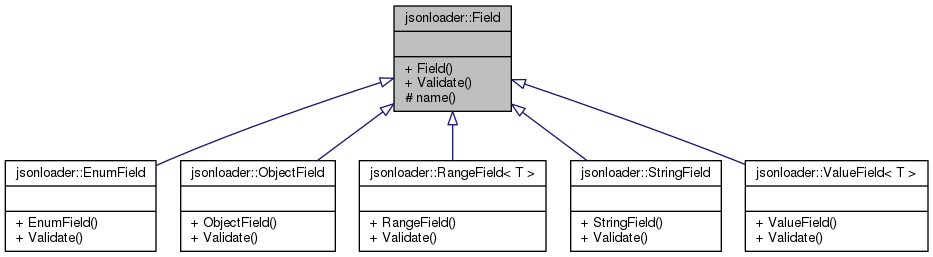 jsonloader::Field
+ Field()
+ Validate()
# name()
jsonloader::EnumField
+ EnumField()
+ Validate()
jsonloader::ObjectField
+ ObjectField()
+ Validate()
jsonloader::RangeField< T >
+ RangeField()
+ Validate()
jsonloader::StringField
+ StringField()
+ Validate()
jsonloader::ValueField< T >
+ ValueField()
+ Validate()